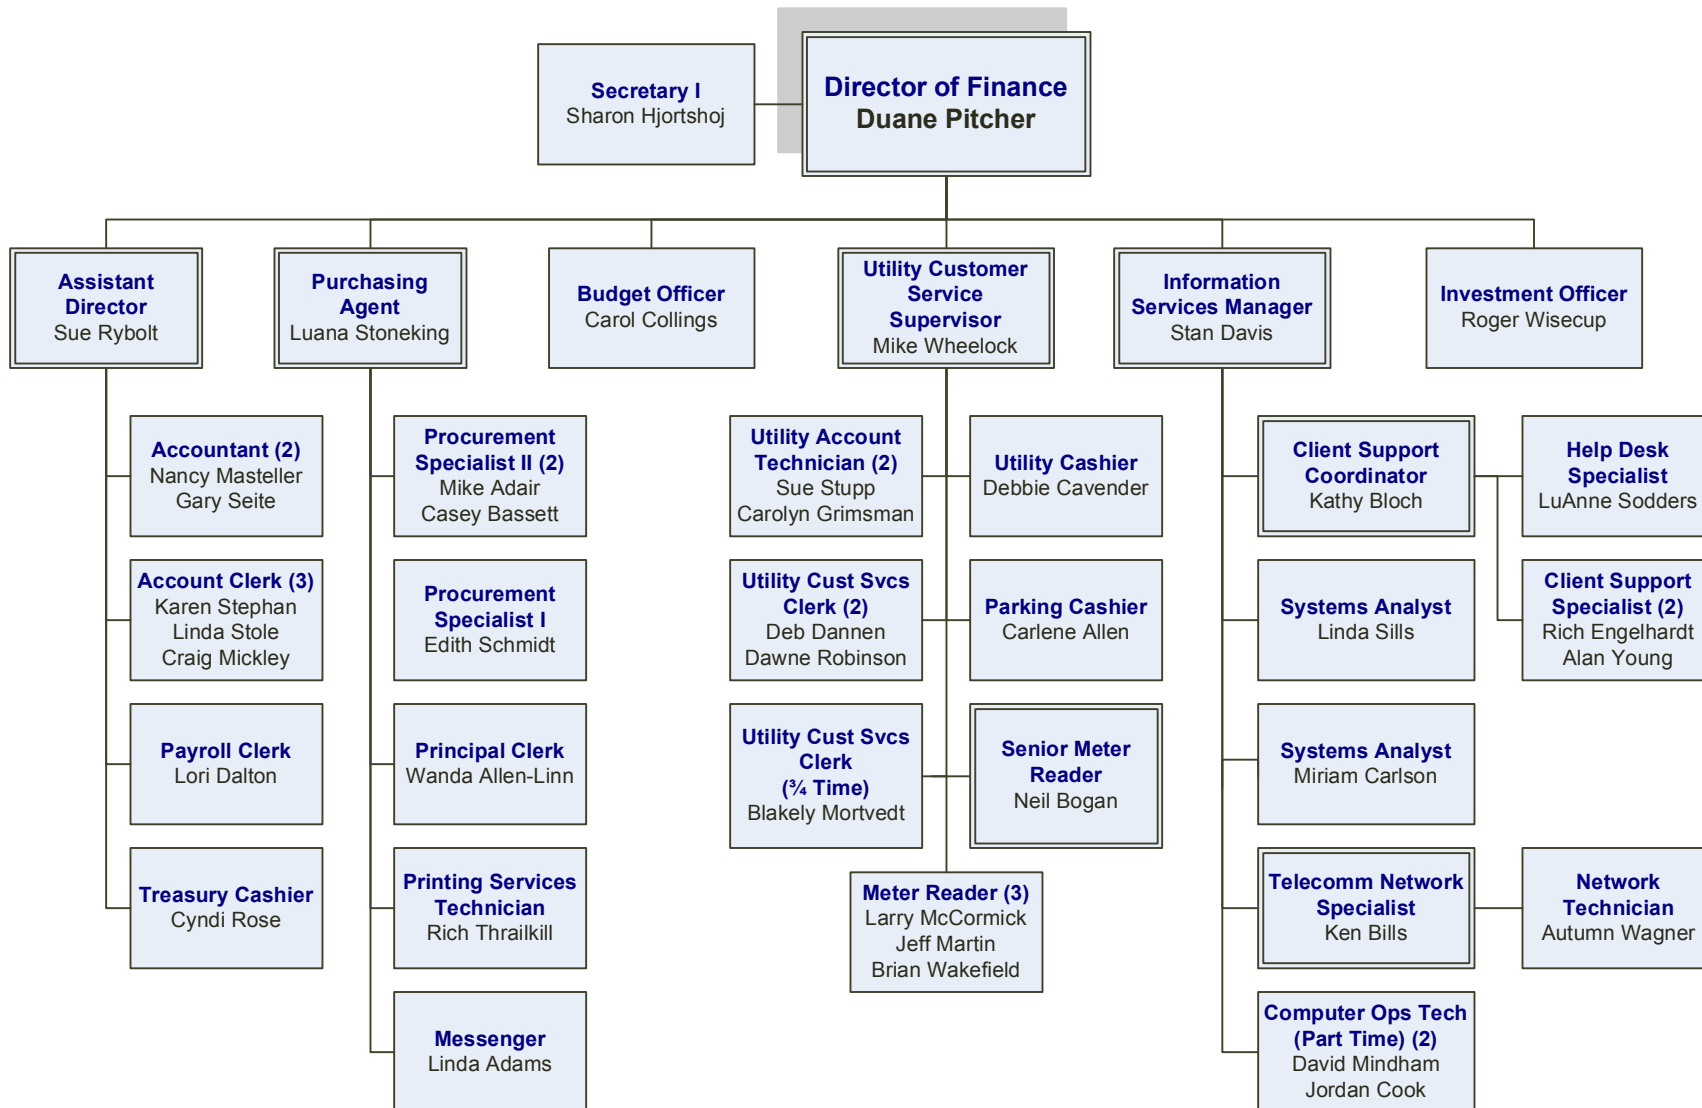 Secretary I
Sharon Hjortshoj
Director of Finance
Duane Pitcher
Assistant
Director
Sue Rybolt
Purchasing
Agent
Luana Stoneking
Budget Officer
Carol Collings
Utility Customer
Service
Supervisor
Mike Wheelock
Information
Services Manager
Stan Davis
Investment Officer
Roger Wisecup
Accountant (2)
Nancy Masteller
Gary Seite
Procurement
Specialist II (2)
Mike Adair
Casey Bassett
Utility Account
Technician (2)
Sue Stupp
Carolyn Grimsman
Utility Cashier
Debbie Cavender
Client Support
Coordinator
Kathy Bloch
Help Desk
Specialist
LuAnne Sodders
Account Clerk (3)
Karen Stephan
Linda Stole
Craig Mickley
Procurement
Specialist I
Edith Schmidt
Utility Cust Svcs
Clerk (2)
Deb Dannen
Dawne Robinson
Parking Cashier
Carlene Allen
Systems Analyst
Linda Sills
Client Support
Specialist (2)
Rich Engelhardt
Alan Young
Payroll Clerk
Lori Dalton
Principal Clerk
Wanda Allen-Linn
Utility Cust Svcs
Clerk
(¾ Time)
Blakely Mortvedt
Senior Meter
Reader
Neil Bogan
Systems Analyst
Miriam Carlson
Treasury Cashier
Cyndi Rose
Printing Services
Technician
Rich Thrailkill
Meter Reader (3)
Larry McCormick
Jeff Martin
Brian Wakefield
Telecomm Network
Specialist
Ken Bills
Network
Technician
Autumn Wagner
Messenger
Linda Adams
Computer Ops Tech
(Part Time) (2)
David Mindham
Jordan Cook